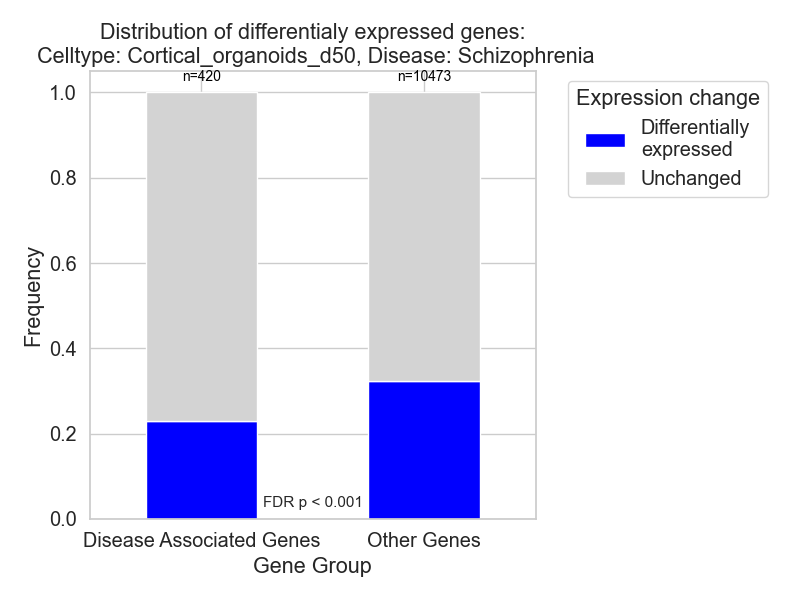 Distribution of differentialy expressed genes:
Celltype: Cortical_organoids_d50, Disease: Schizophrenia
n=420
n=10473
1.0
0.8
0.6
0.4
0.2
0.0
Frequency
FDR p < 0.001
Disease Associated Genes
Other Genes
Gene Group
Expression change
Differentially
expressed
Unchanged